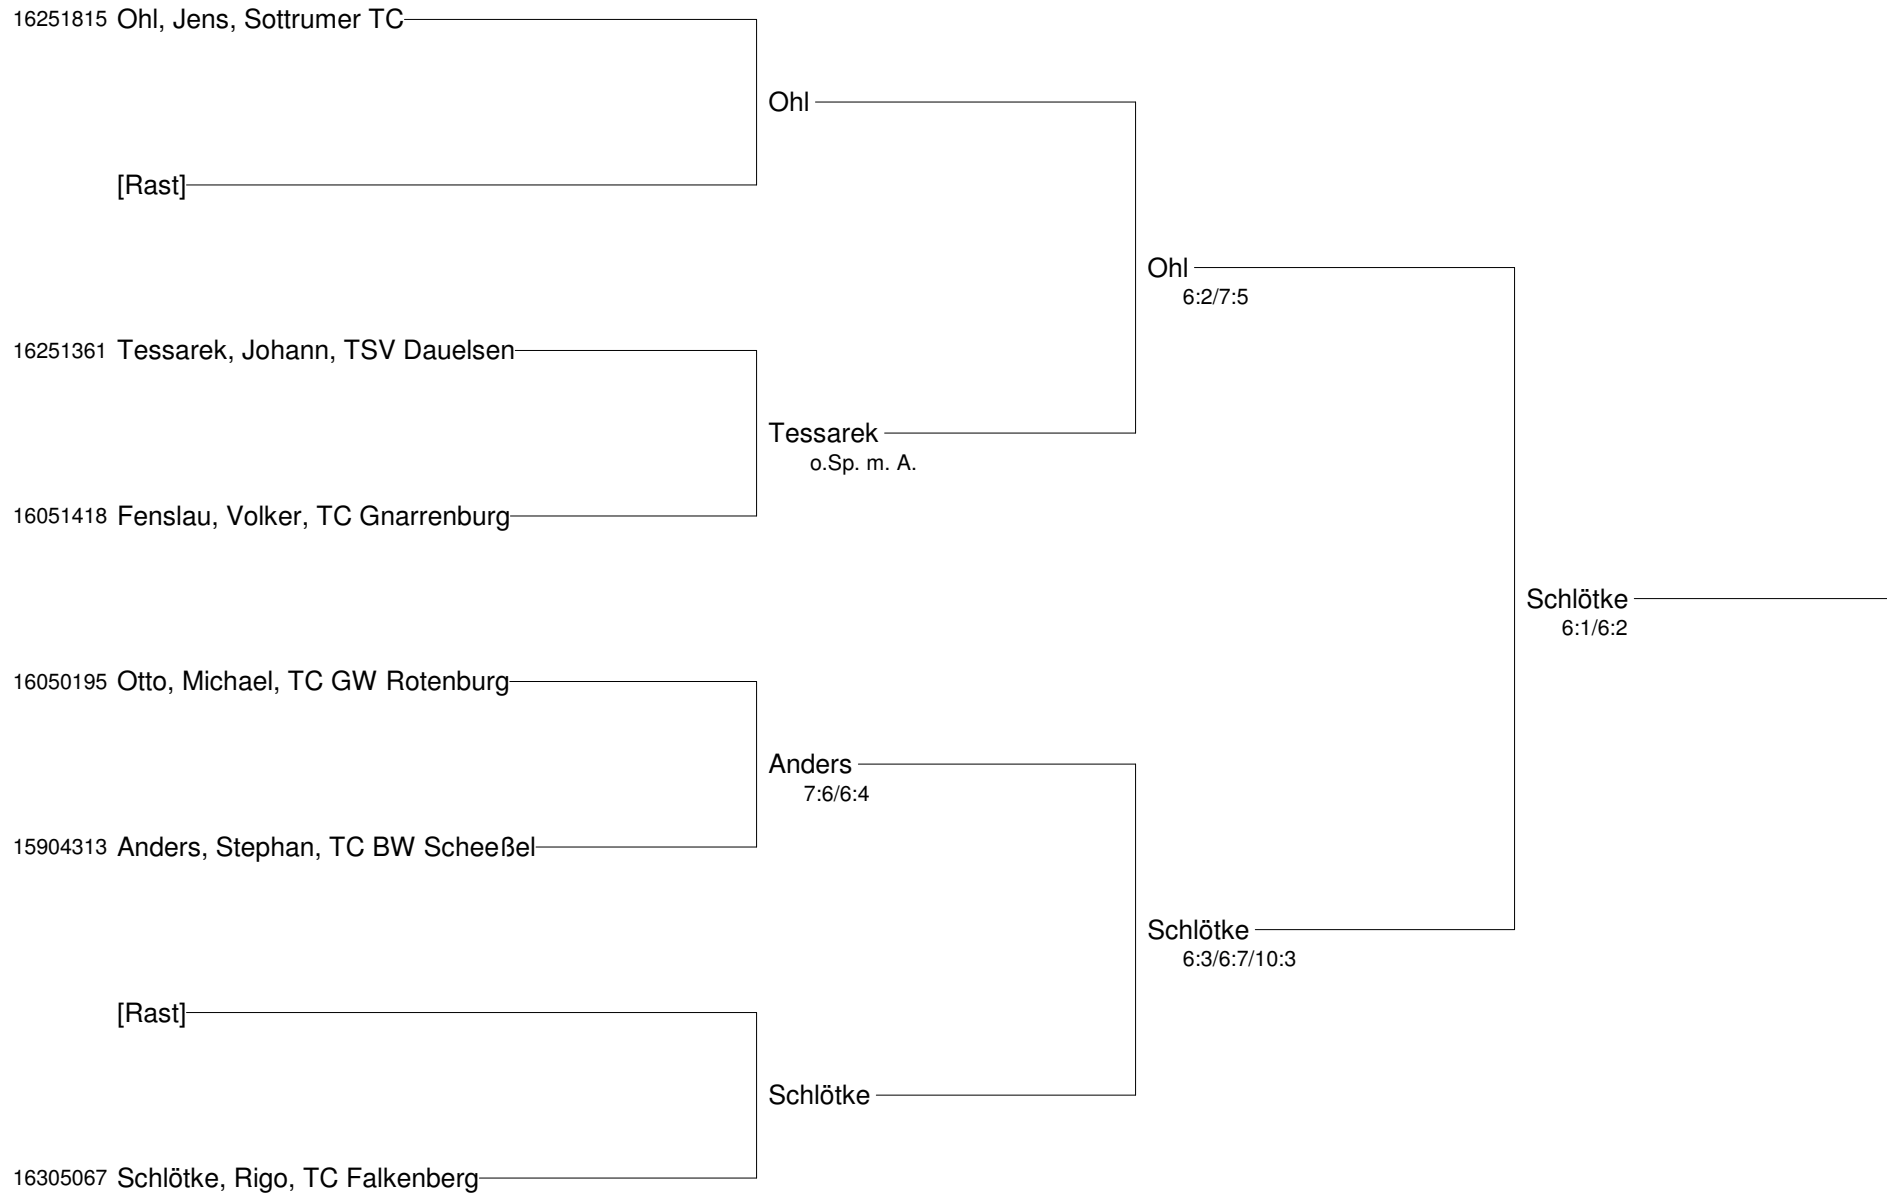 16251815 Ohl, Jens, Sottrumer TC
Ohl
[Rast]
Ohl
6:2/7:5
16251361 Tessarek, Johann, TSV Dauelsen
Tessarek
o.Sp. m. A.
16051418 Fenslau, Volker, TC Gnarrenburg
Schlötke
6:1/6:2
16050195 Otto, Michael, TC GW Rotenburg
Anders
7:6/6:4
15904313 Anders, Stephan, TC BW Scheeßel
Schlötke
6:3/6:7/10:3
[Rast]
Schlötke
16305067 Schlötke, Rigo, TC Falkenberg